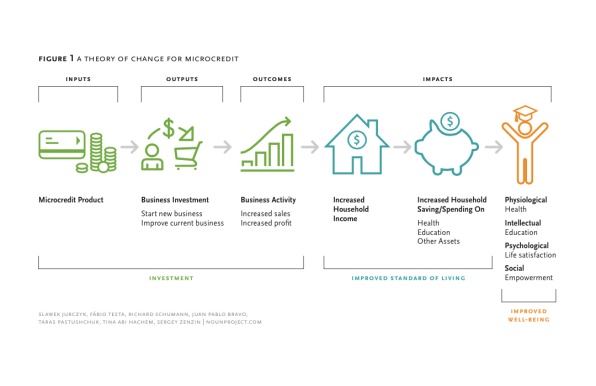 FIGURE 1 A THEORY OF CHANGE FOR MICROCREDIT
INPUTS
OUTPUTS
OUTCOMES
IMPACTS
$
$
$
Microcredit Product
Business Investment
Start new business
Improve current business
Business Activity
Increased sales
Increased profit
Increased
Household
Income
Increased Household
Saving/Spending On
Health
Education
Other Assets
Physiological
Health
Intellectual
Education
Psychological
Life satisfaction
Social
Empowerment
INVESTMENT
IMPROVED STANDARD OF LIVING
IMPROVED
WELL-BEING
SLAWEK JURCZYK, FÁBIO TESTA, RICHARD SCHUMANN, JUAN PABLO BRAVO,
TARAS PASTUSHCHUK, TINA ABI HACHEM, SERGEY ZENZIN | NOUNPROJECT.COM